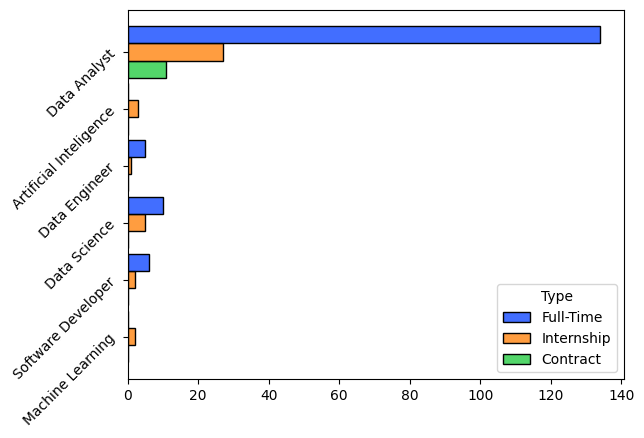 Data Analyst
Artificial Inteligence
Data Engineer
Data Science
Software Developer
Machine Learning
0 20 40 60 80 100 120 140
Type
Full-Time
Internship
Contract